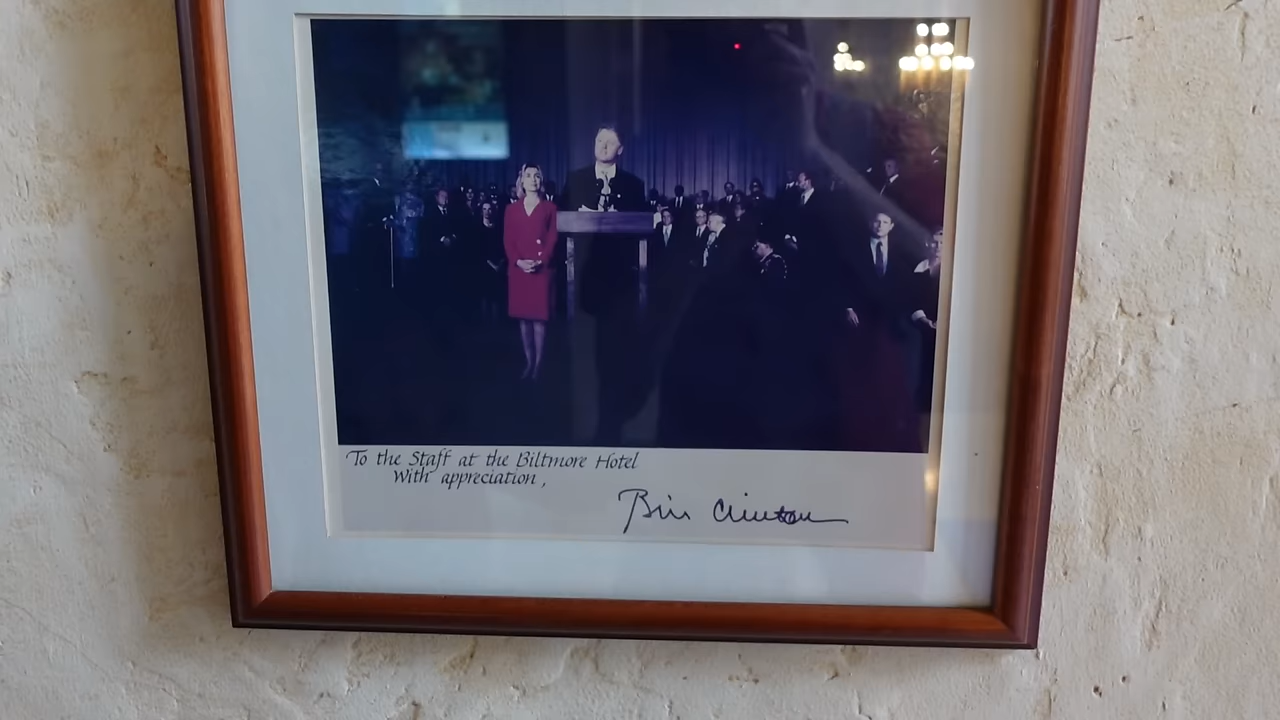 To the Staff at the Biltmore Hotel
With appreciation,
Bill Clinton